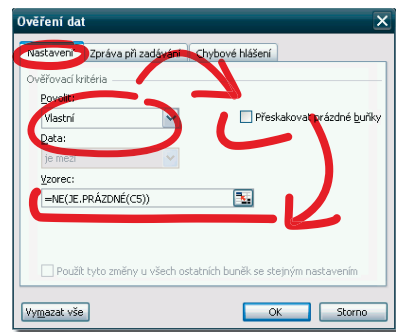 Ověření dat
Nastavení Zpráva při zadávání Chybové hlášení
Ověřovací kritéria
Povolit:
Vlastní Přeskakovat prázdné buňky
Data:
je mezi
Vzorec:
=NE(JE.PRÁZDNÉ(C5))
Použít tyto změny u všech ostatních buněk se stejným nastavením
Vymazat vše OK Storno